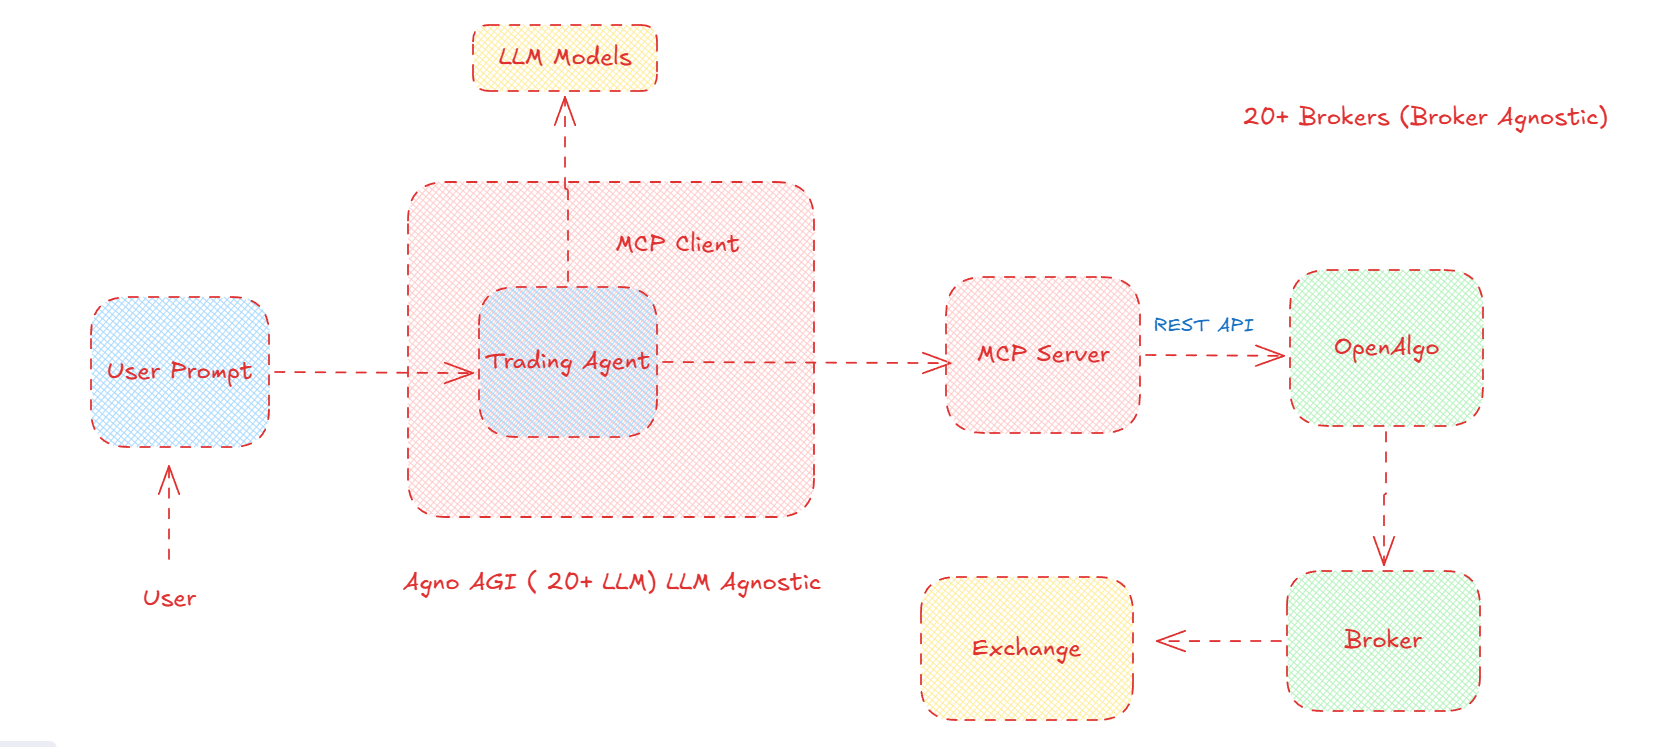 LLM Models
20+ Brokers (Broker Agnostic)
MCP Client
User Prompt
Trading Agent
MCP Server
REST API
OpenAlgo
User
Agno AGI ( 20+ LLM) LLM Agnostic
Exchange
Broker